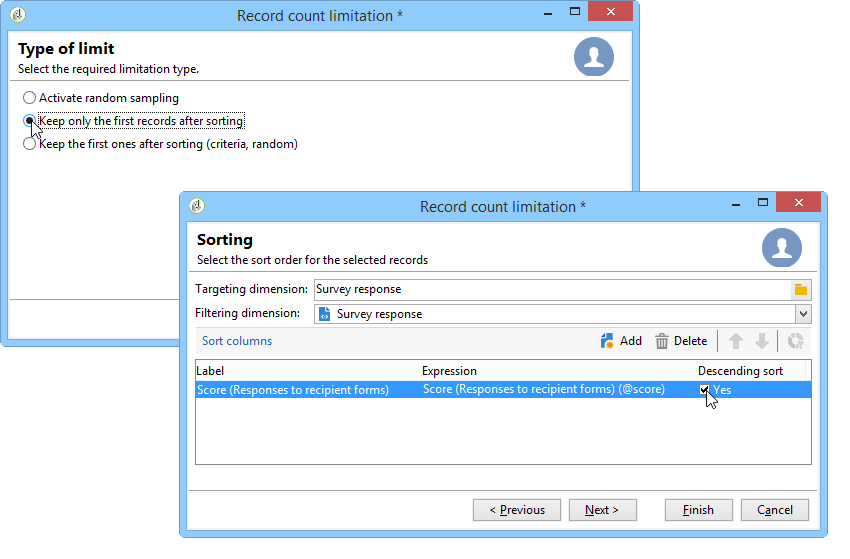 Record count limitation *
Type of limit
Select the required limitation type.
Activate random sampling
Keep only the first records after sorting
Keep the first ones after sorting (criteria, random)
Record count limitation *
Sorting
Select the sort order for the selected records
Targeting dimension: Survey response
Filtering dimension: Survey response
Sort columns Add Delete
Label Expression Descending sort
Score (Responses to recipient forms) Score (Responses to recipient forms) (@score) Yes
< Previous Next > Finish Cancel